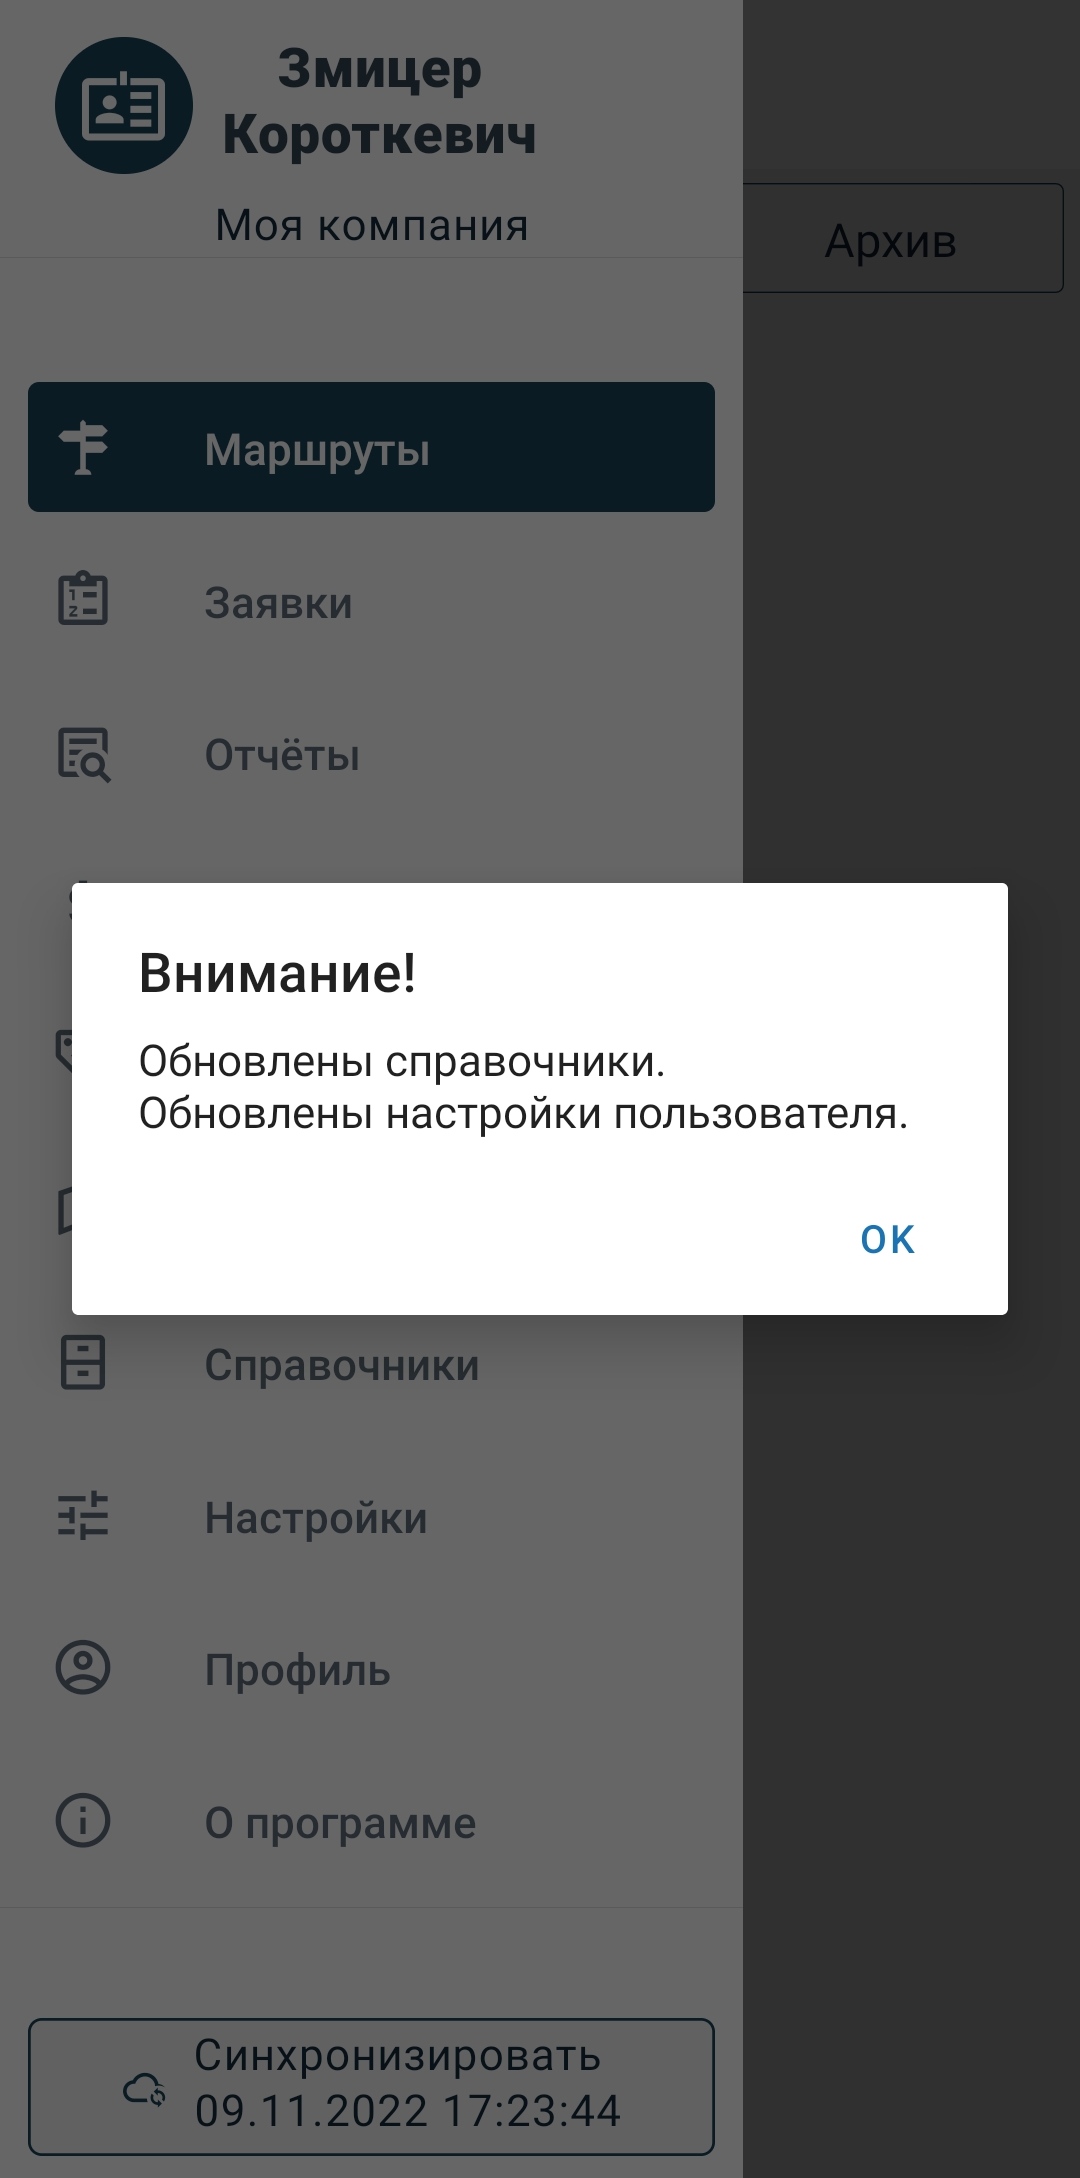 Змицер
Короткевич
Моя компания
Архив
Маршруты
Заявки
Отчёты
Внимание!
Обновлены справочники.
Обновлены настройки пользователя.
OK
Справочники
Настройки
Профиль
О программе
Синхронизировать
09.11.2022 17:23:44